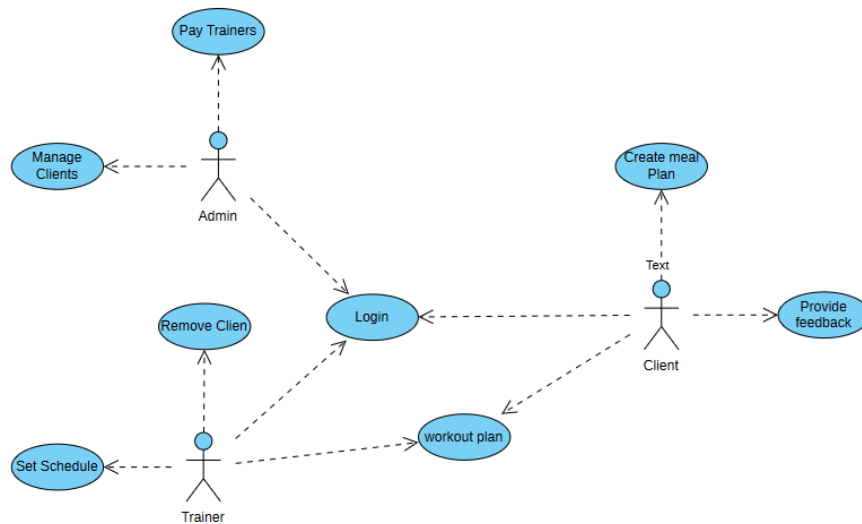 Pay Trainers
Manage
Clients
Admin
Create meal
Plan
Text
Remove Clien
Login
Provide
feedback
Client
workout plan
Set Schedule
Trainer